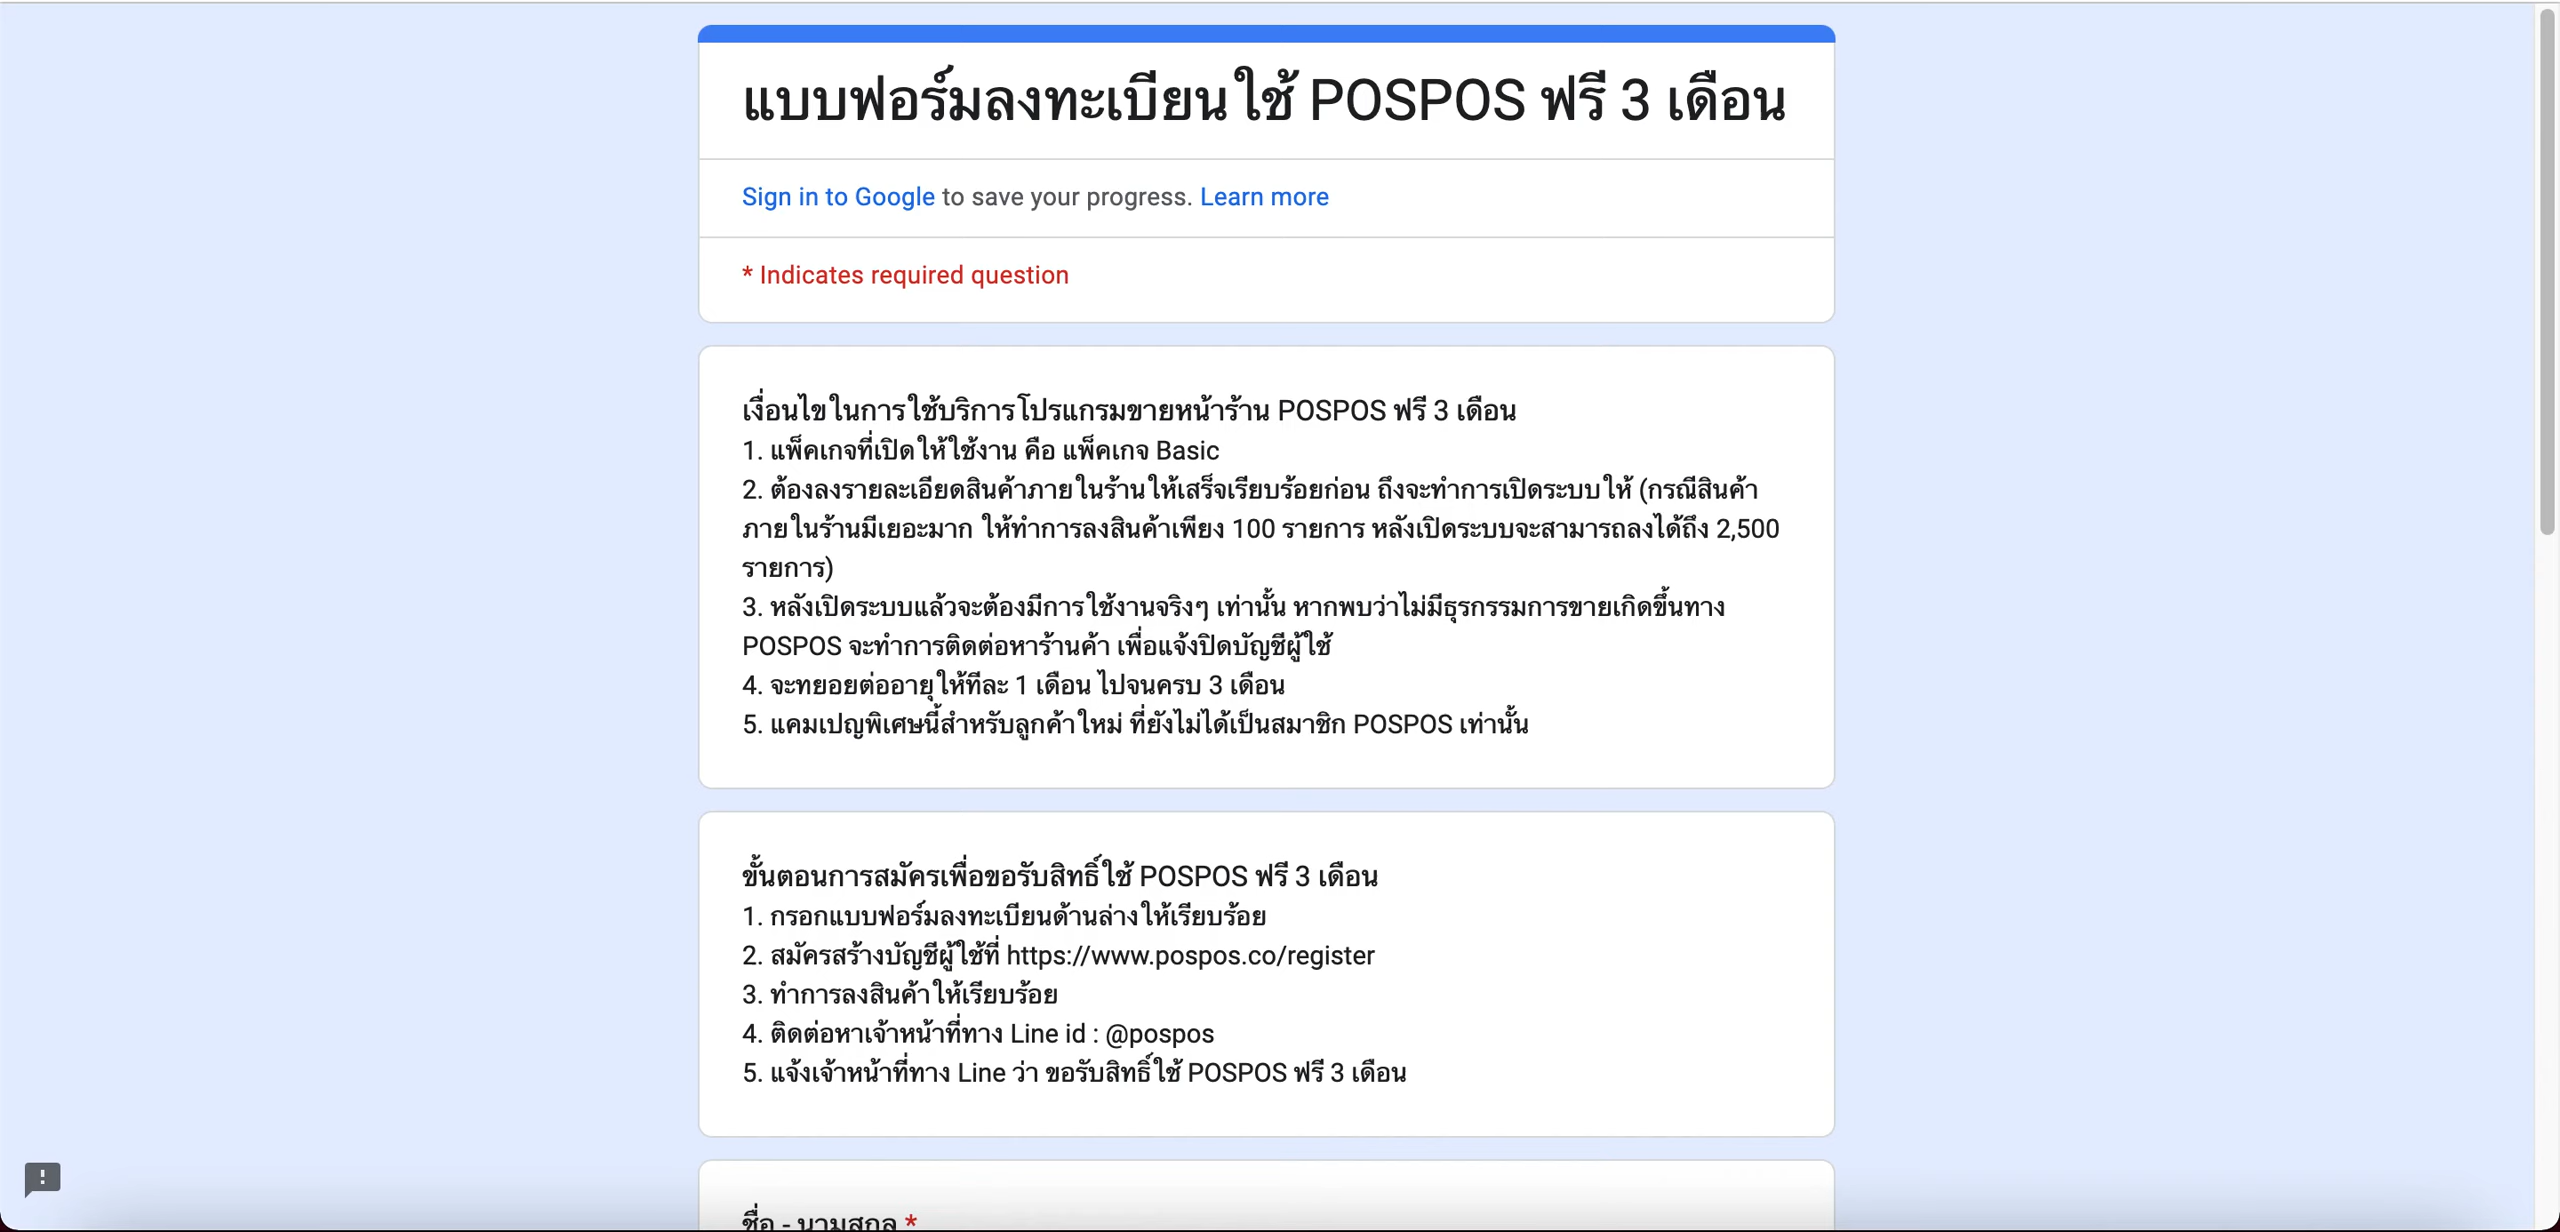 แบบฟอร์มลงทะเบียนใช้ POSPOS ฟรี 3 เดือน
Sign in to Google to save your progress. Learn more
* Indicates required question
เงื่อนไขในการใช้บริการโปรแกรมขายหน้าร้าน POSPOS ฟรี 3 เดือน
1. แพ็คเกจที่เปิดให้ใช้งาน คือ แพ็คเกจ Basic
2. ต้องลงรายละเอียดสินค้าภายในร้านให้เสร็จเรียบร้อยก่อน ถึงจะทำการเปิดระบบให้ (กรณีสินค้า
ภายในร้านมีเยอะมาก ให้ทำการลงสินค้าเพียง 100 รายการ หลังเปิดระบบจะสามารถลงได้ถึง 2,500
รายการ)
3. หลังเปิดระบบแล้วจะต้องมีการใช้งานจริงๆ เท่านั้น หากพบว่าไม่มีธุรกรรมการขายเกิดขึ้นทาง
POSPOS จะทำการติดต่อหาร้านค้า เพื่อแจ้งปิดบัญชีผู้ใช้
4. จะทยอยต่ออายุให้ทีละ 1 เดือน ไปจนครบ 3 เดือน
5. แคมเปญพิเศษนี้สำหรับลูกค้าใหม่ ที่ยังไม่ได้เป็นสมาชิก POSPOS เท่านั้น
ขั้นตอนการสมัครเพื่อขอรับสิทธิ์ใช้ POSPOS ฟรี 3 เดือน
1. กรอกแบบฟอร์มลงทะเบียนด้านล่างให้เรียบร้อย
2. สมัครสร้างบัญชีผู้ใช้ที่ https://www.pospos.co/register
3. ทำการลงสินค้าให้เรียบร้อย
4. ติดต่อหาเจ้าหน้าที่ทาง Line id : @pospos
5. แจ้งเจ้าหน้าที่ทาง Line ว่า ขอรับสิทธิ์ใช้ POSPOS ฟรี 3 เดือน
ชื่อ - นามสกุล *